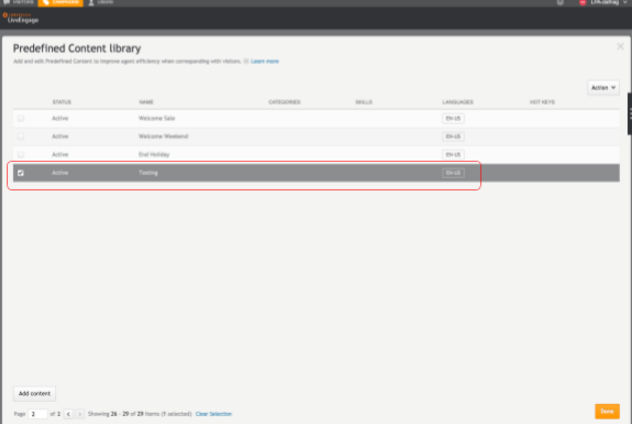 VISITORS CAMPAIGNS USERS
LiveEngage
Predefined Content library
Add and edit Predefined Content to improve agent efficiency when corresponding with visitors. Learn more
Action
STATUS NAME CATEGORIES SKILLS LANGUAGES HOT KEYS
Active Welcome Sale EN-US
Active Welcome Weekend EN-US
Active End Holiday EN-US
Active Testing EN-US
Add content
Page 2 of 2 < > Showing 26 - 29 of 29 items (1 selected) Clear Selection
Done